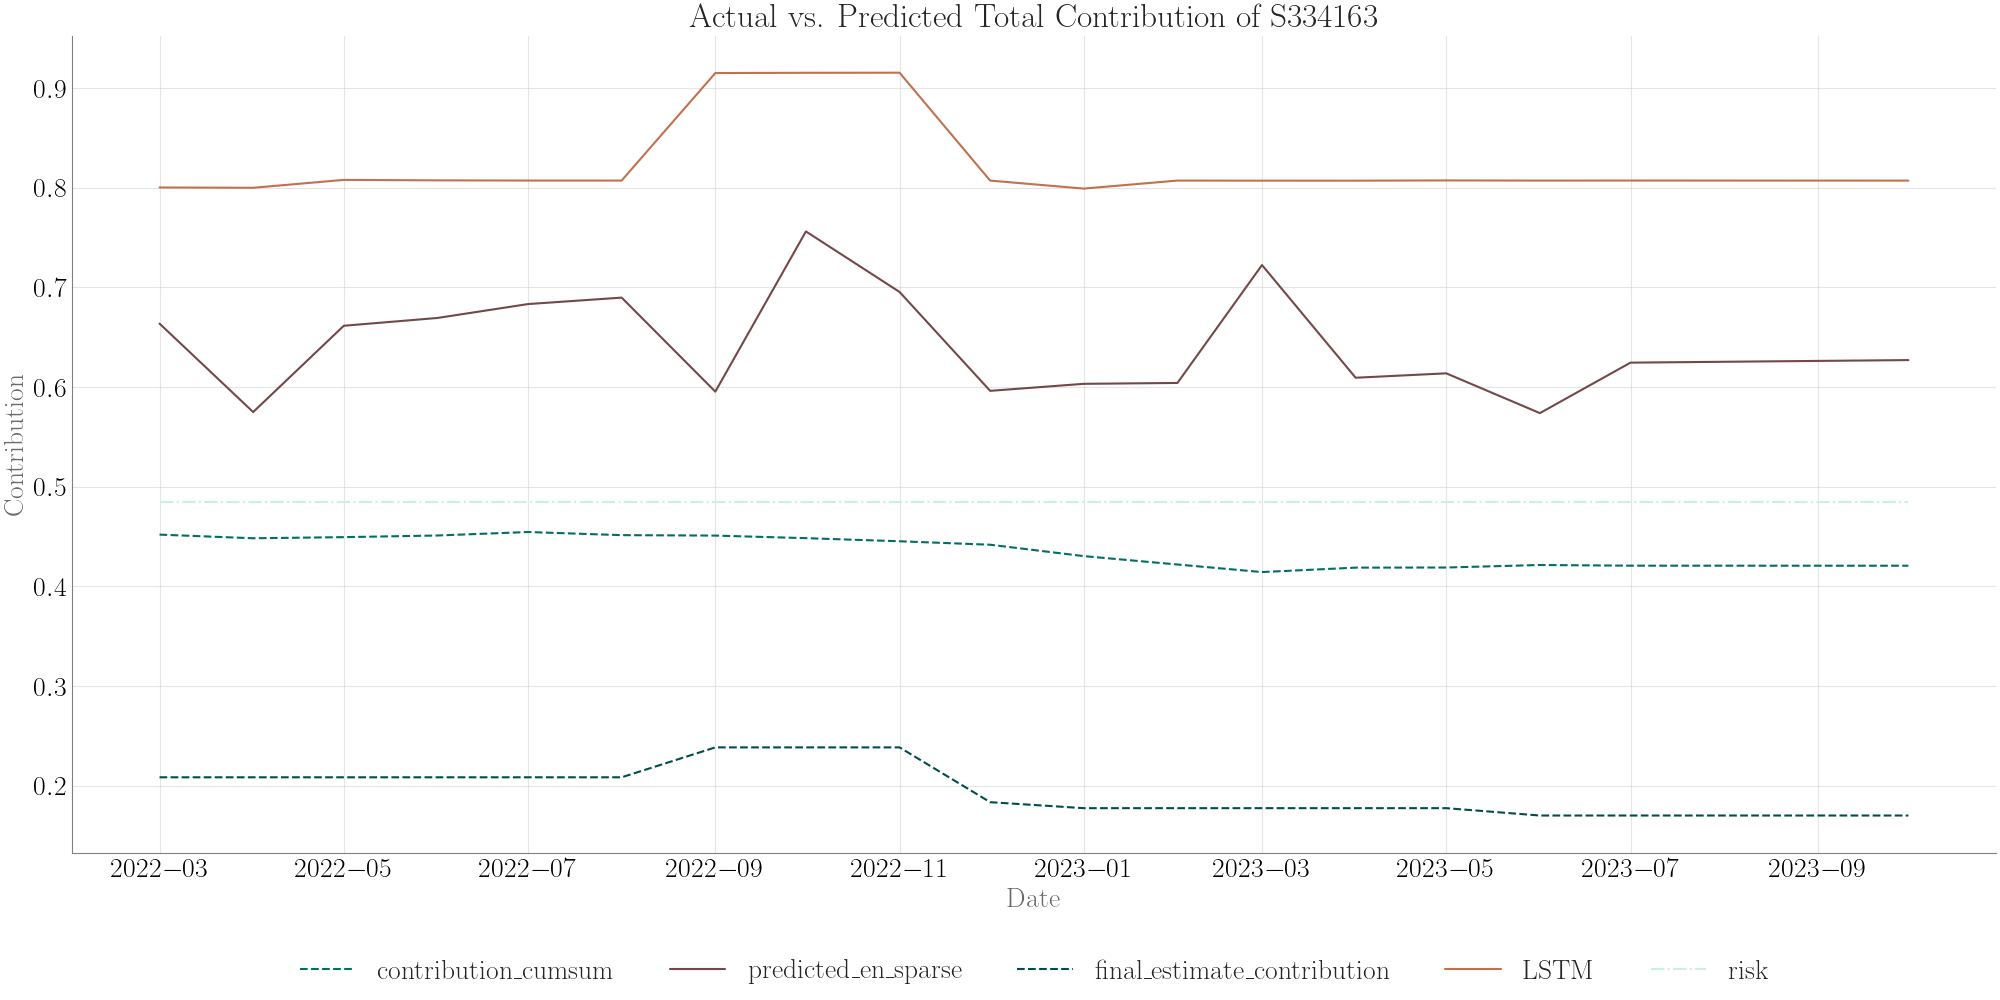 Actual vs. Predicted Total Contribution of S334163
Contribution
0.9
0.8
0.7
0.6
0.5
0.4
0.3
0.2
2022−03 2022−05 2022−07 2022−09 2022−11 2023−01 2023−03 2023−05 2023−07 2023−09
Date
contribution_cumsum predicted_en_sparse final_estimate_contribution LSTM risk